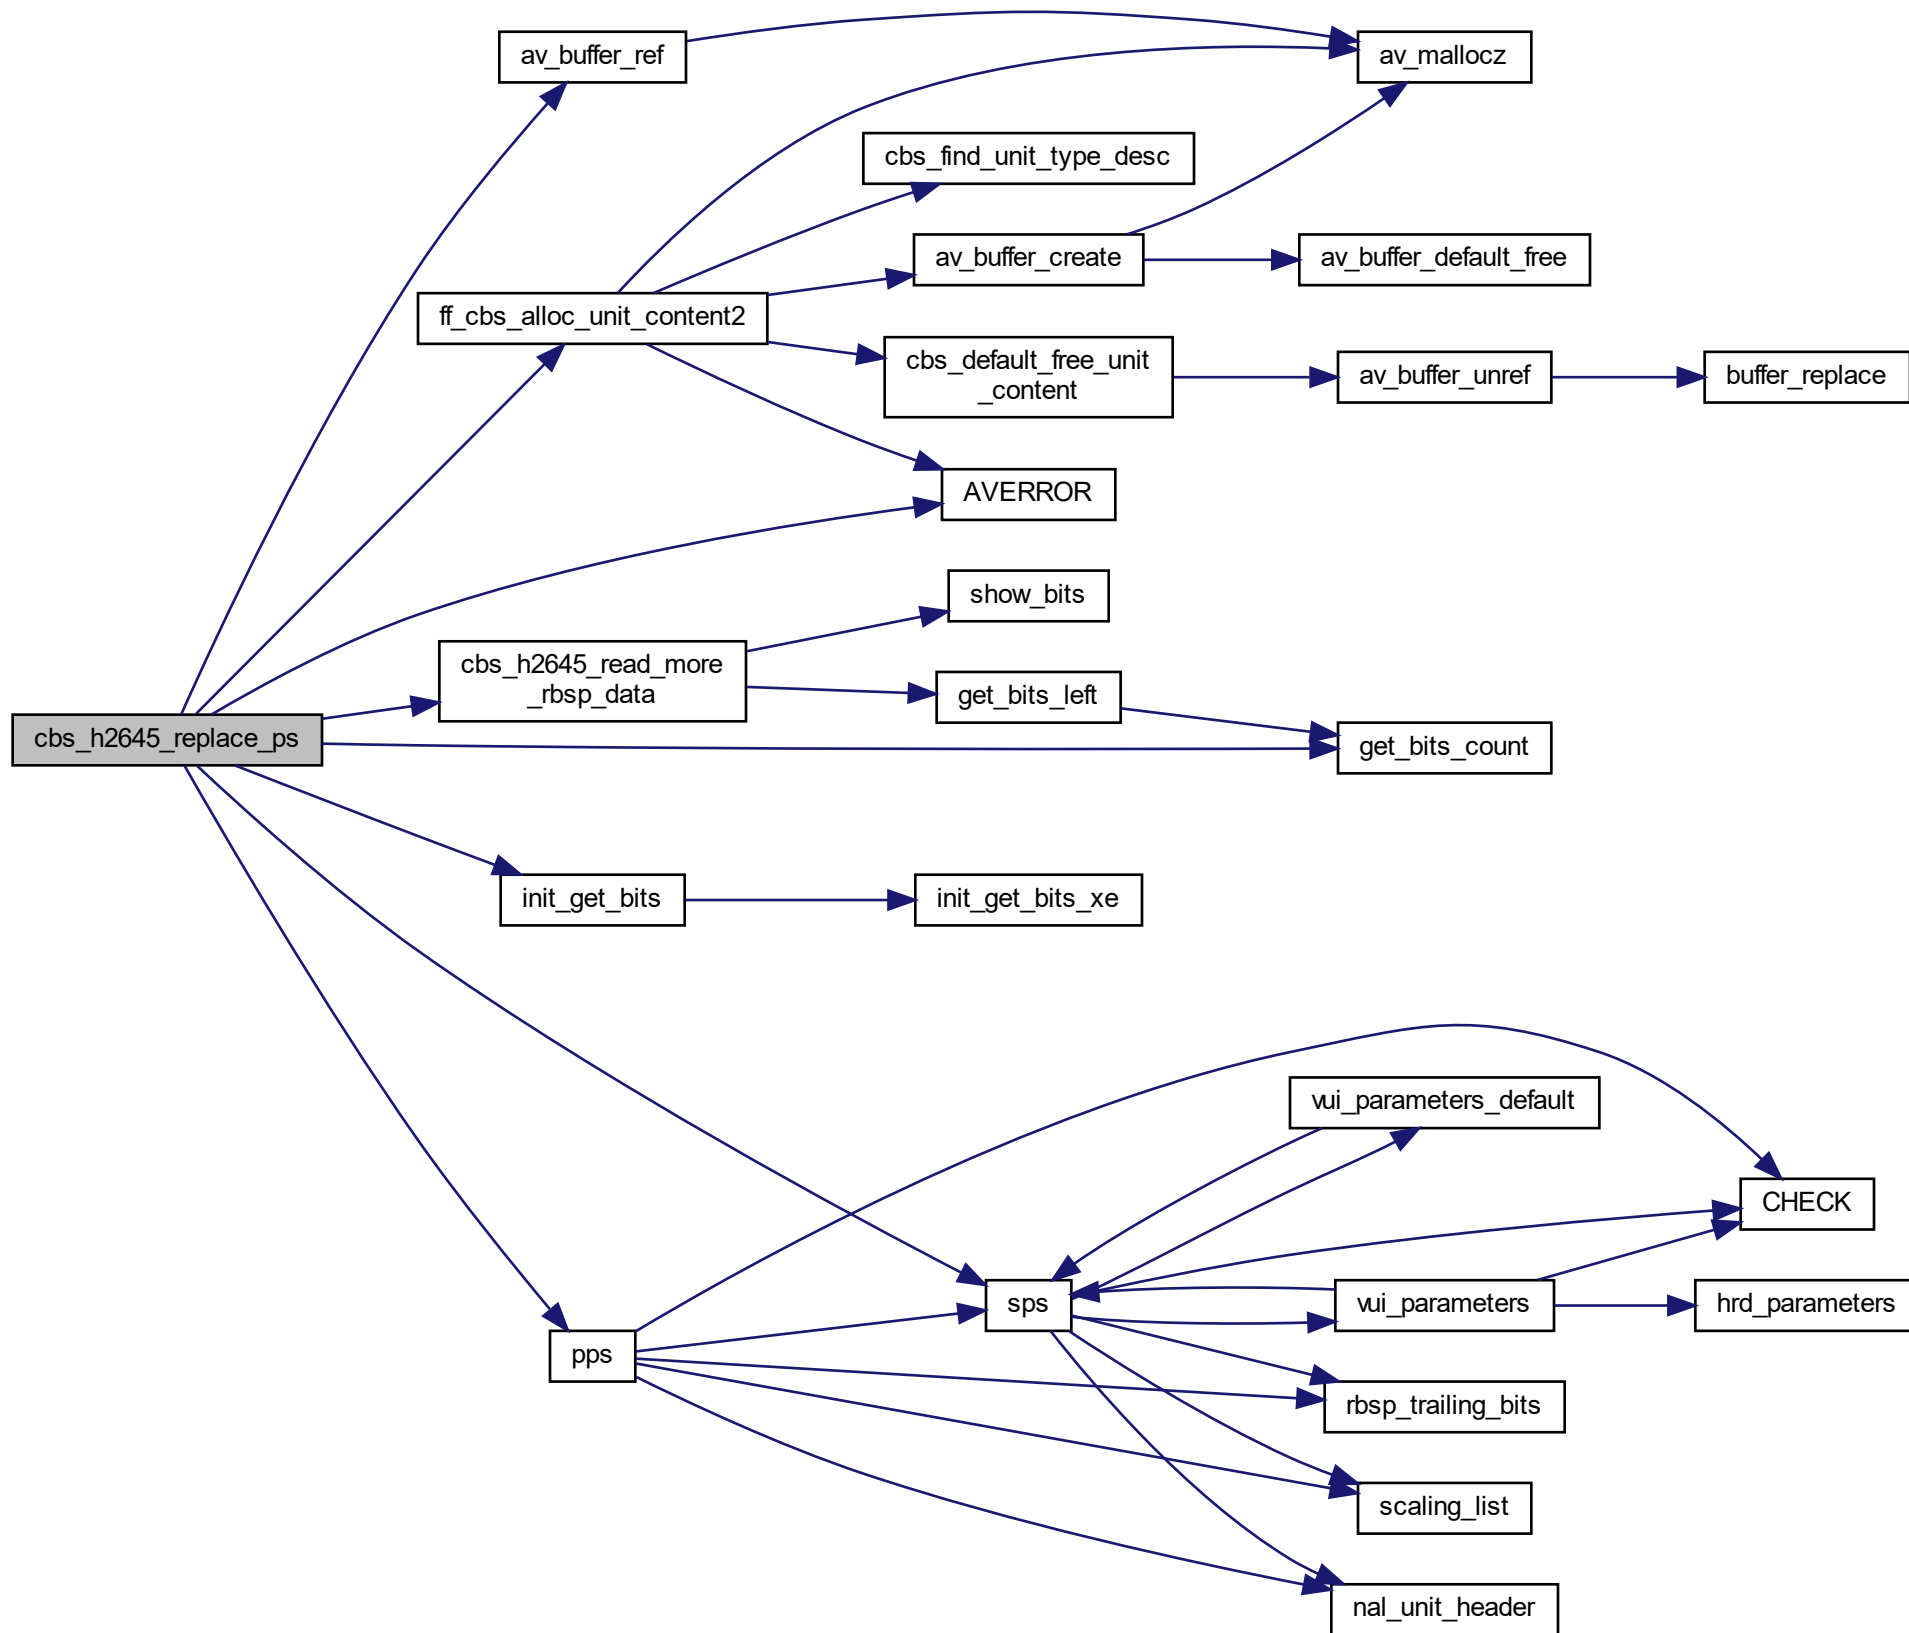 av_buffer_ref
av_mallocz
cbs_find_unit_type_desc
av_buffer_create
av_buffer_default_free
ff_cbs_alloc_unit_content2
cbs_default_free_unit
_content
av_buffer_unref
buffer_replace
AVERROR
show_bits
cbs_h2645_read_more
_rbsp_data
get_bits_left
cbs_h2645_replace_ps
get_bits_count
init_get_bits
init_get_bits_xe
vui_parameters_default
CHECK
sps
vui_parameters
hrd_parameters
pps
rbsp_trailing_bits
scaling_list
nal_unit_header